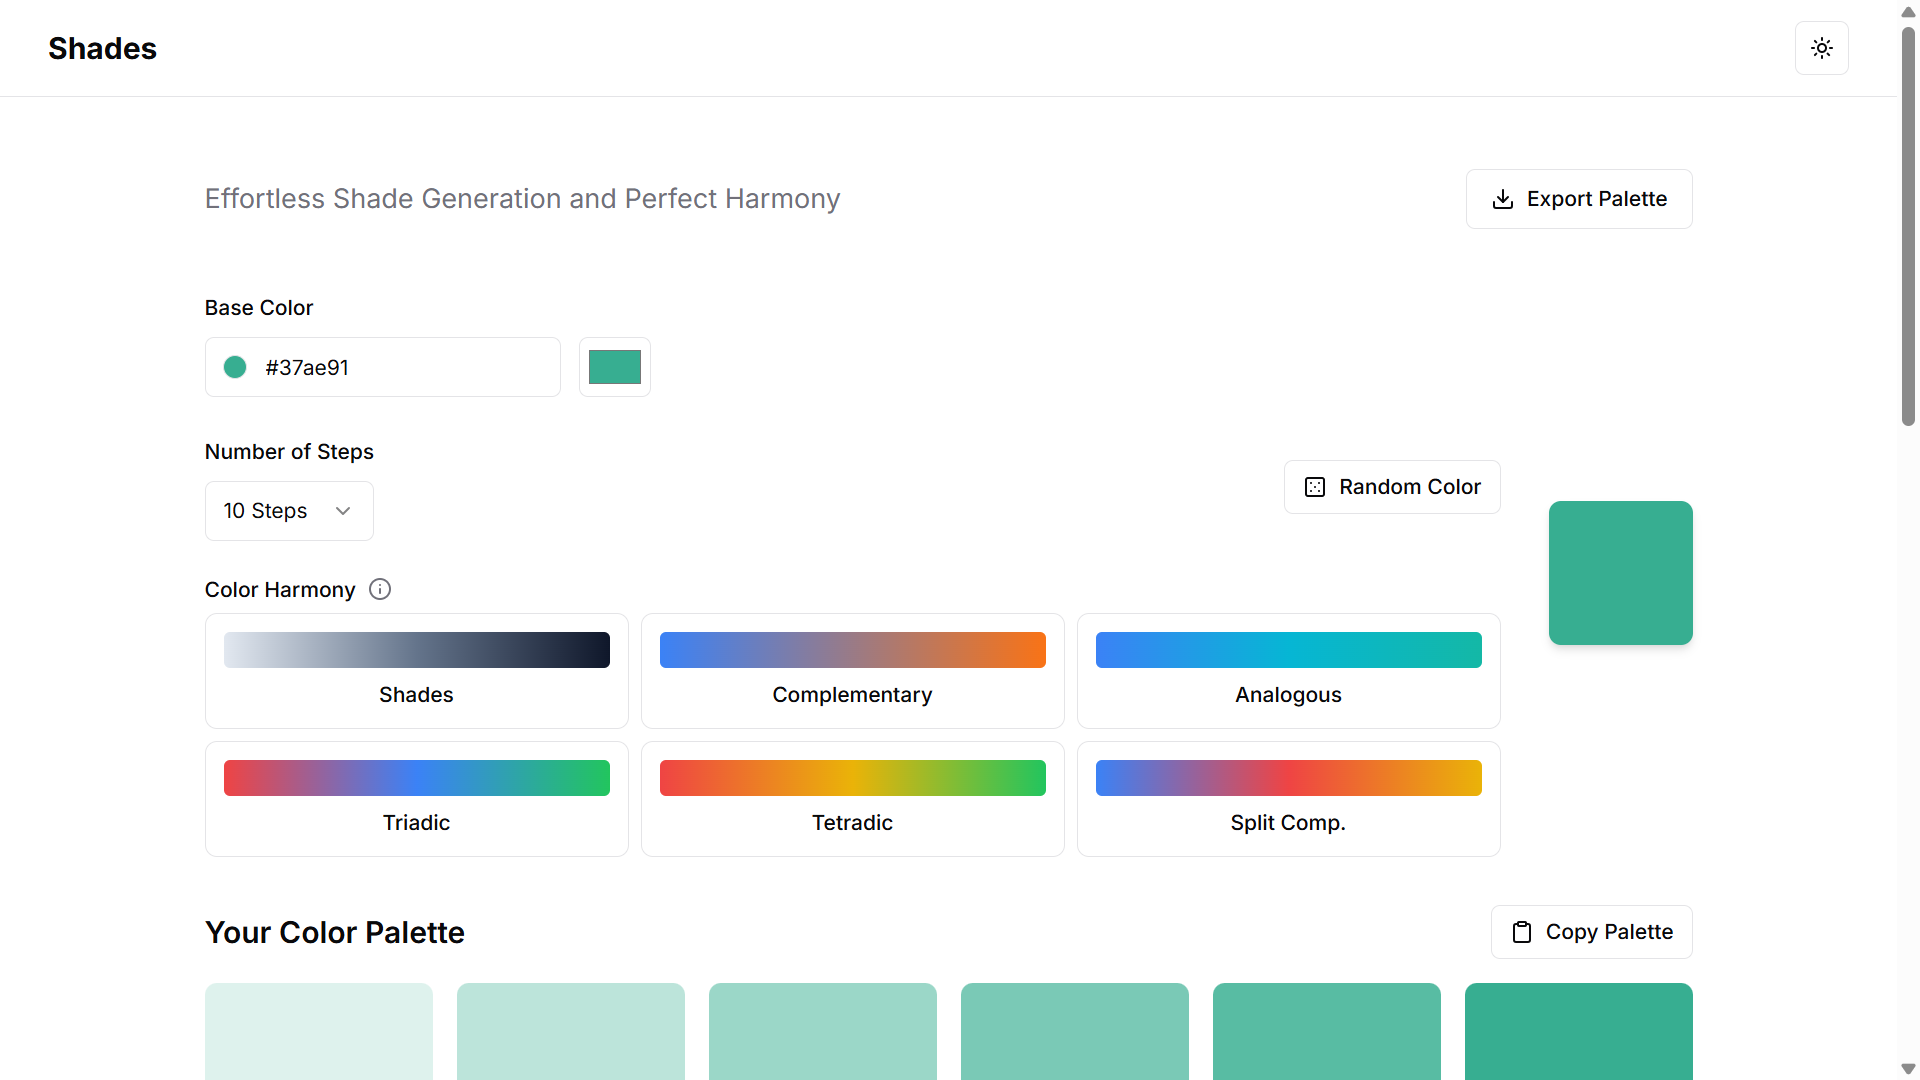 Shades
Effortless Shade Generation and Perfect Harmony
Export Palette
Base Color
#37ae91
Number of Steps
10 Steps
Random Color
Color Harmony
Shades
Complementary
Analogous
Triadic
Tetradic
Split Comp.
Your Color Palette
Copy Palette